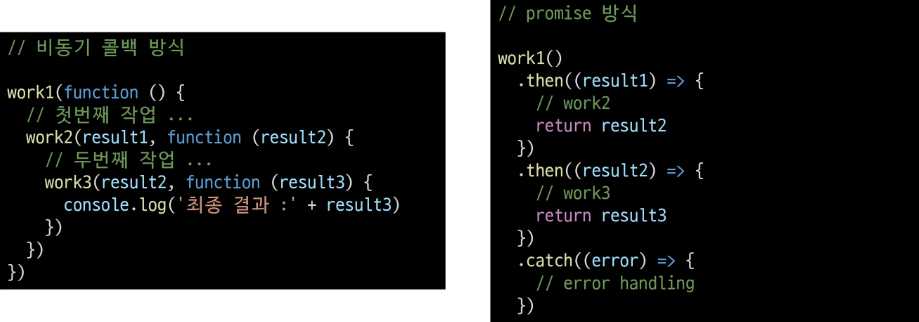 // 비동기 콜백 방식
work1(function () {
// 첫번째 작업 ...
work2(result1, function (result2) {
// 두번째 작업 ...
work3(result2, function (result3) {
console.log('최종 결과 :' + result3)
})
})
})
// promise 방식
work1()
.then((result1) => {
// work2
return result2
})
.then((result2) => {
// work3
return result3
})
.catch((error) => {
// error handling
})